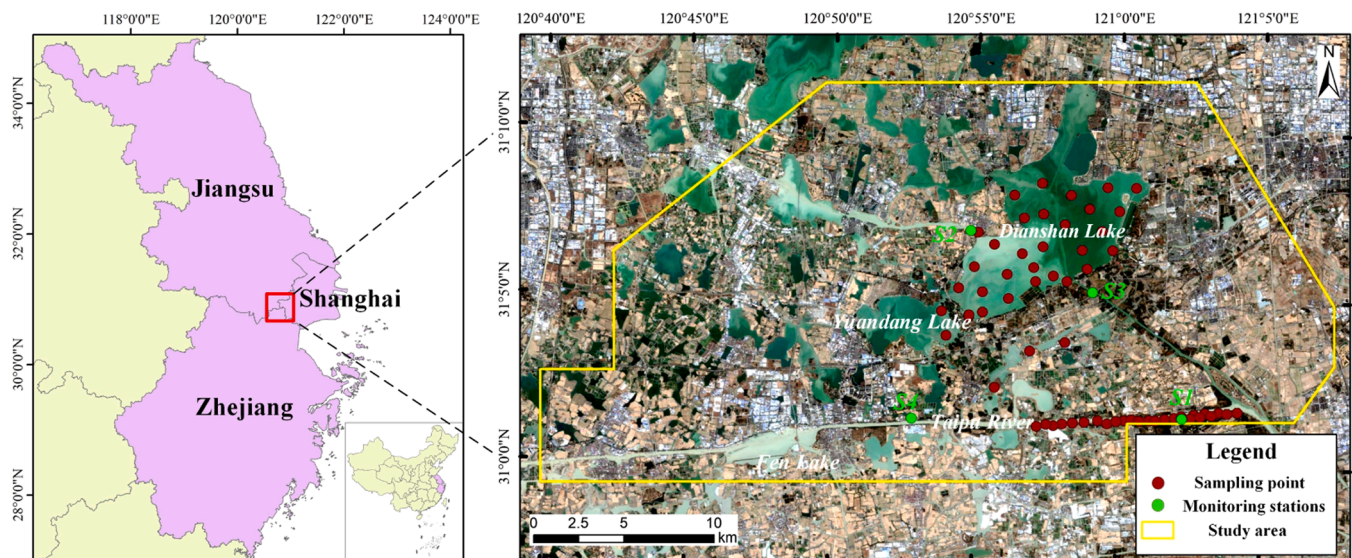 118°0'0"E 120°0'0"E 122°0'0"E 124°0'0"E
34°0'0"N
32°0'0"N
30°0'0"N
28°0'0"N
Jiangsu
Shanghai
Zhejiang
120°40'0"E 120°45'0"E 120°50'0"E 120°55'0"E 121°0'0"E 121°5'0"E
31°10'0"N
31°5'0"N
31°0'0"N
N
S2
Dianshan Lake
S3
Yuandang Lake
S4
S1
Taipu River
Fen Lake
0 2.5 5 10
km
Legend
Sampling point
Monitoring stations
Study area